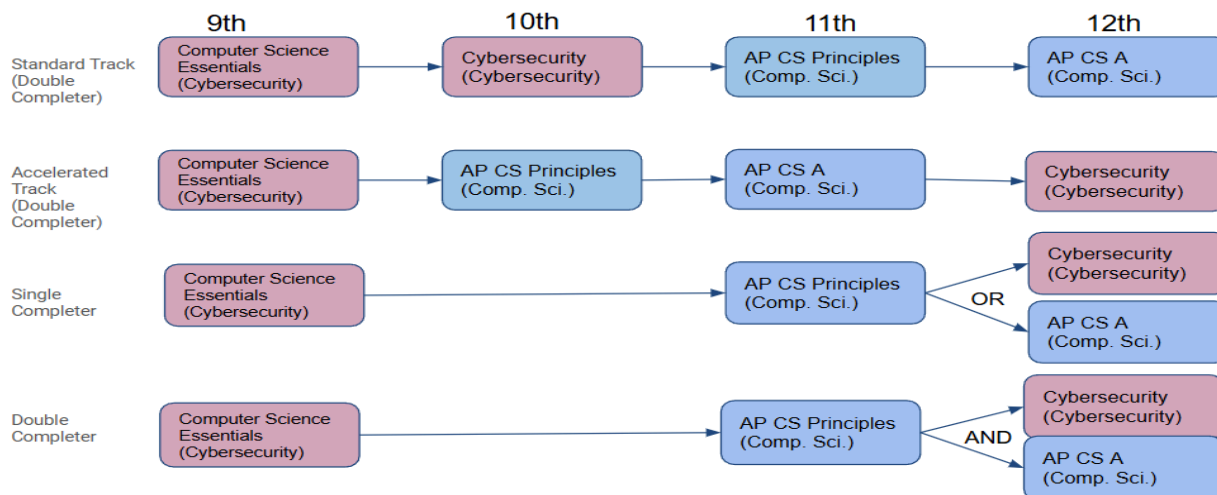 9th
10th
11th
12th
Standard Track
(Double
Completer)
Computer Science
Essentials
(Cybersecurity)
Cybersecurity
(Cybersecurity)
AP CS Principles
(Comp. Sci.)
AP CS A
(Comp. Sci.)
Accelerated
Track
(Double
Completer)
Computer Science
Essentials
(Cybersecurity)
AP CS Principles
(Comp. Sci.)
AP CS A
(Comp. Sci.)
Cybersecurity
(Cybersecurity)
Single
Completer
Computer Science
Essentials
(Cybersecurity)
AP CS Principles
(Comp. Sci.)
Cybersecurity
(Cybersecurity)
OR
AP CS A
(Comp. Sci.)
Double
Completer
Computer Science
Essentials
(Cybersecurity)
AP CS Principles
(Comp. Sci.)
Cybersecurity
(Cybersecurity)
AND
AP CS A
(Comp. Sci.)